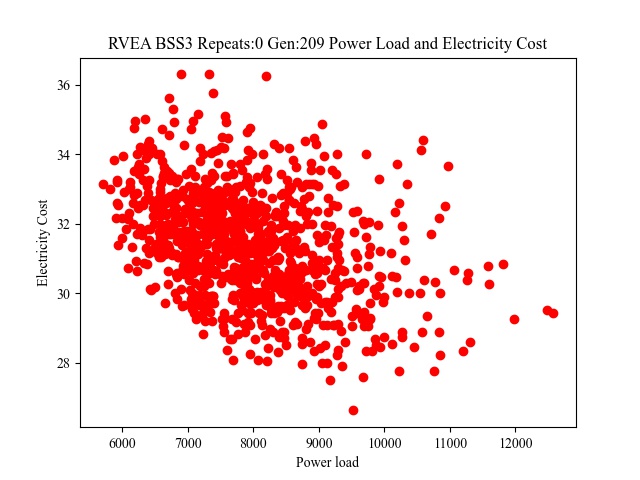 RVEA BSS3 Repeats:0 Gen:209 Power Load and Electricity Cost
36
34
32
30
28
Electricity Cost
6000 7000 8000 9000 10000 11000 12000
Power load